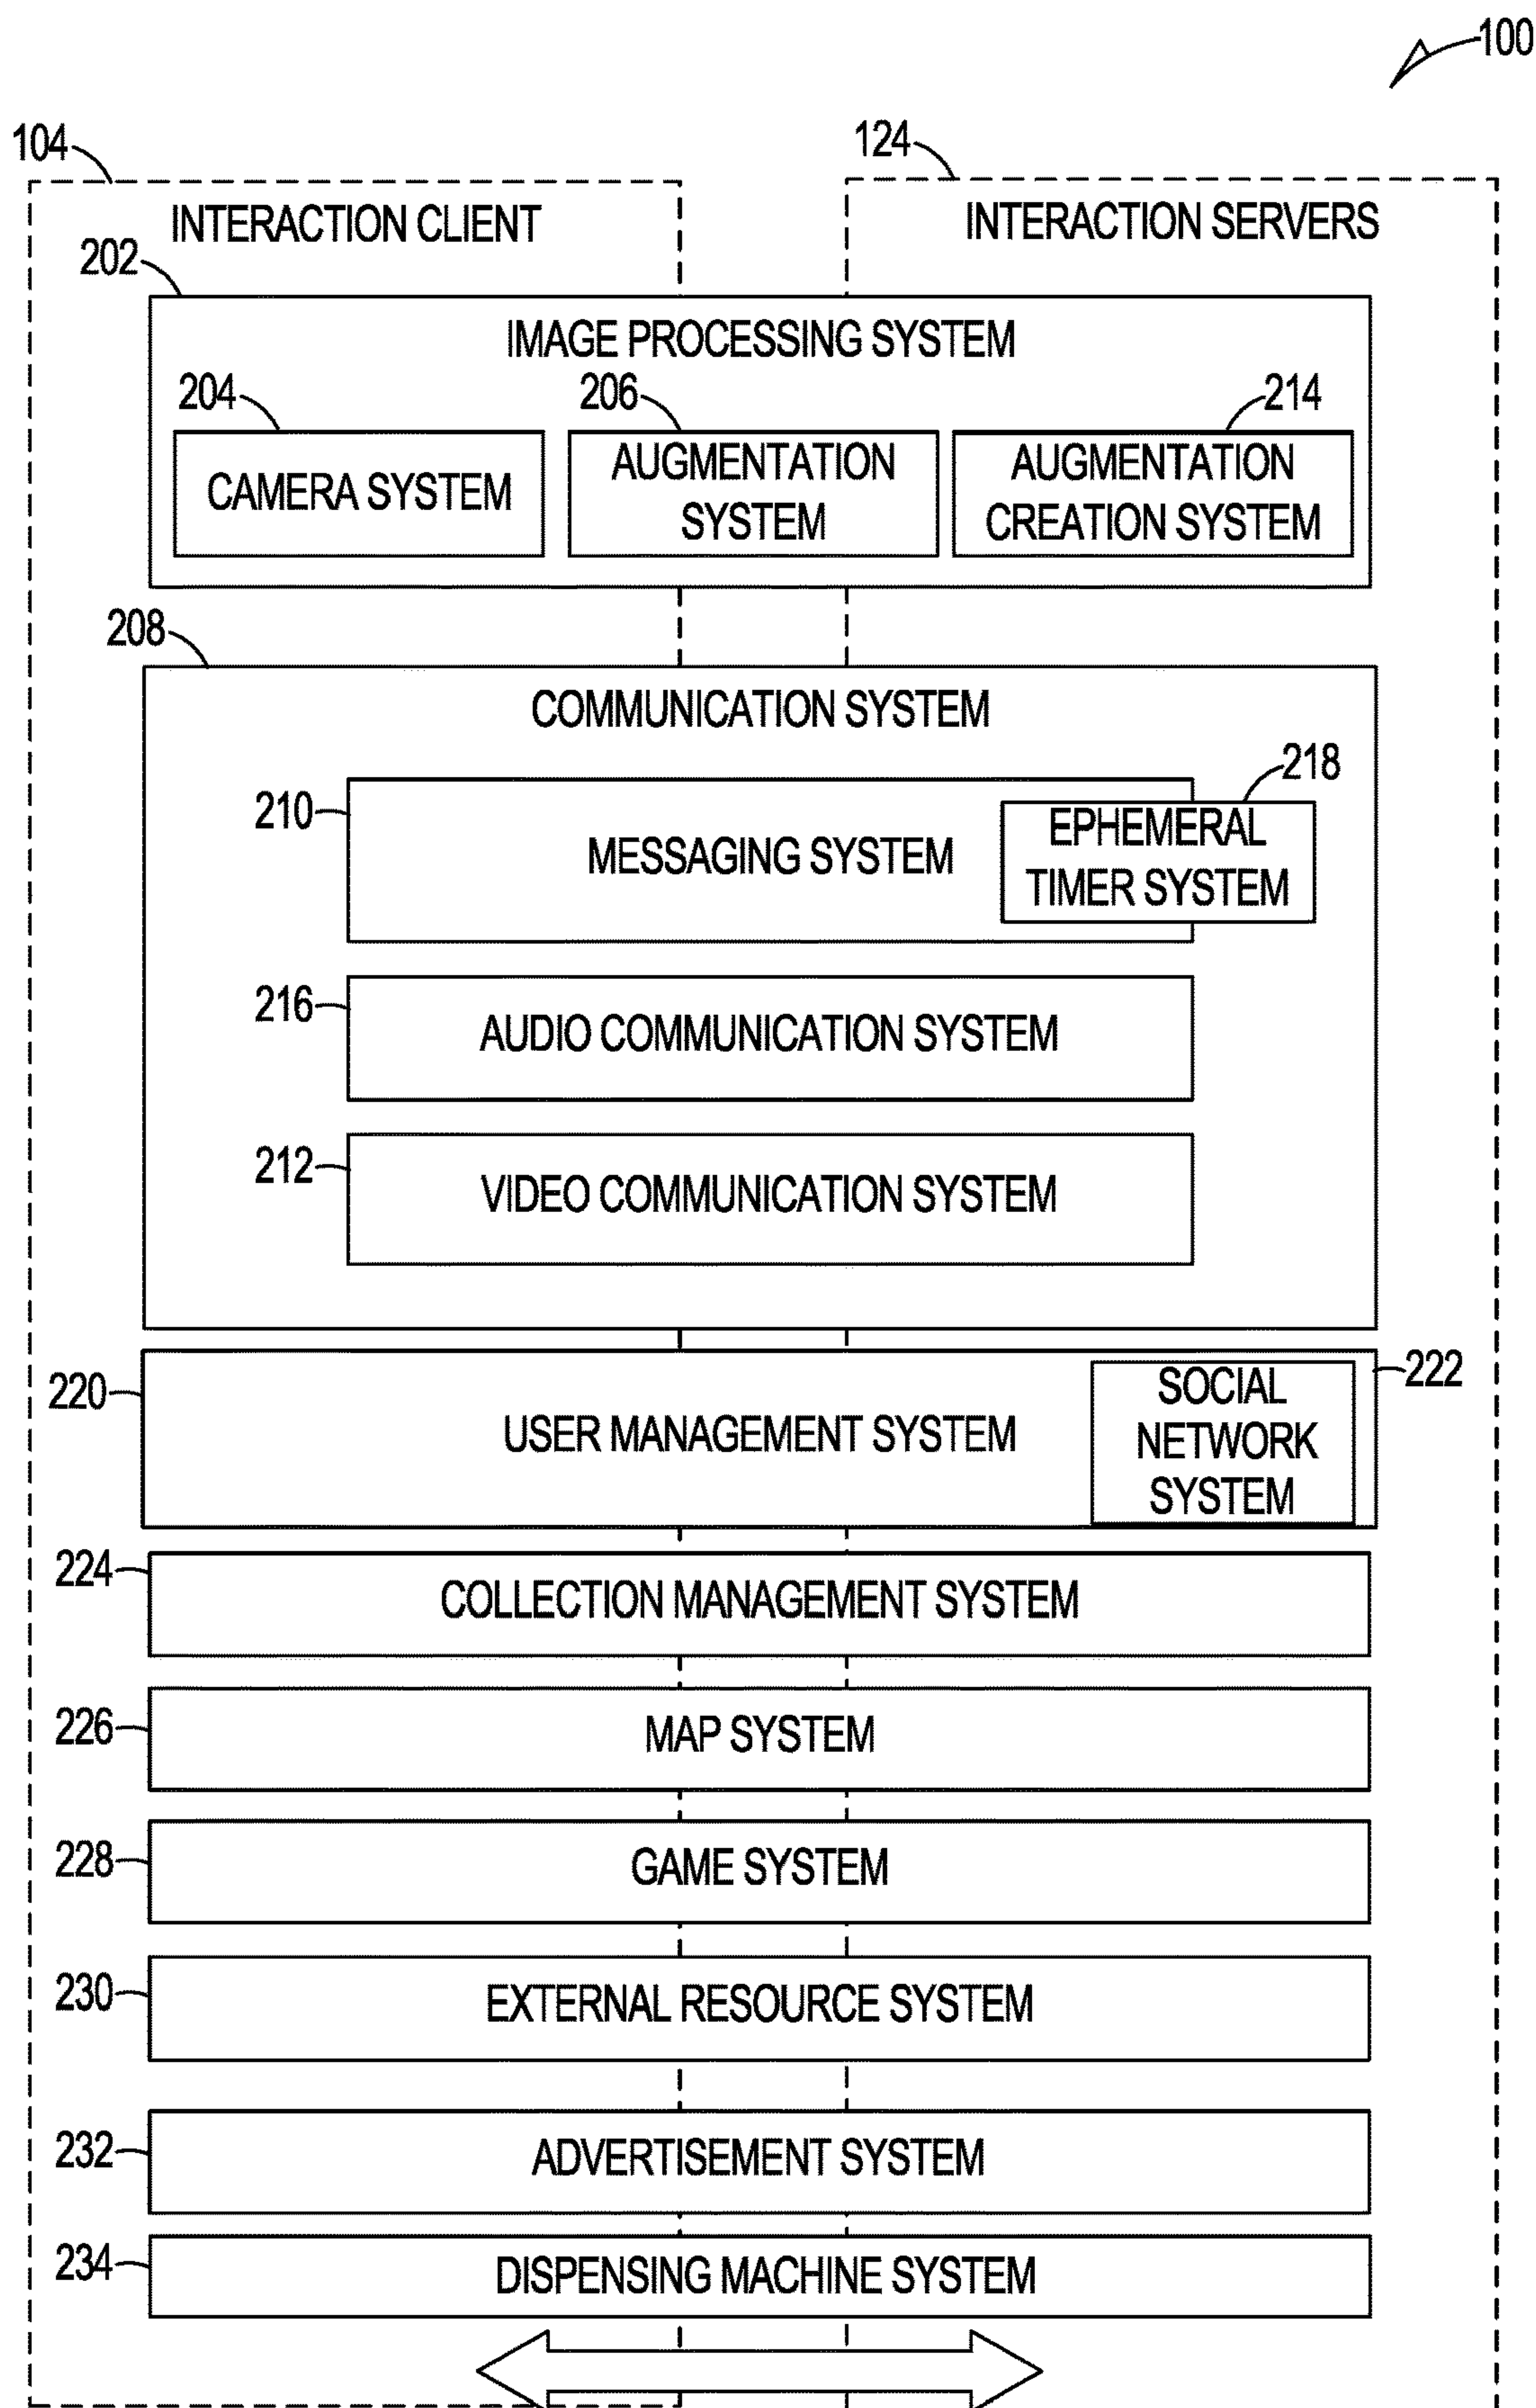 100
104
124
INTERACTION CLIENT
INTERACTION SERVERS
202
IMAGE PROCESSING SYSTEM
204
206
214
CAMERA SYSTEM
AUGMENTATION
SYSTEM
AUGMENTATION
CREATION SYSTEM
208
COMMUNICATION SYSTEM
218
210
MESSAGING SYSTEM
EPHEMERAL
TIMER SYSTEM
216
AUDIO COMMUNICATION SYSTEM
212
VIDEO COMMUNICATION SYSTEM
220
USER MANAGEMENT SYSTEM
SOCIAL
NETWORK
SYSTEM
222
224
COLLECTION MANAGEMENT SYSTEM
226
MAP SYSTEM
228
GAME SYSTEM
230
EXTERNAL RESOURCE SYSTEM
232
ADVERTISEMENT SYSTEM
234
DISPENSING MACHINE SYSTEM